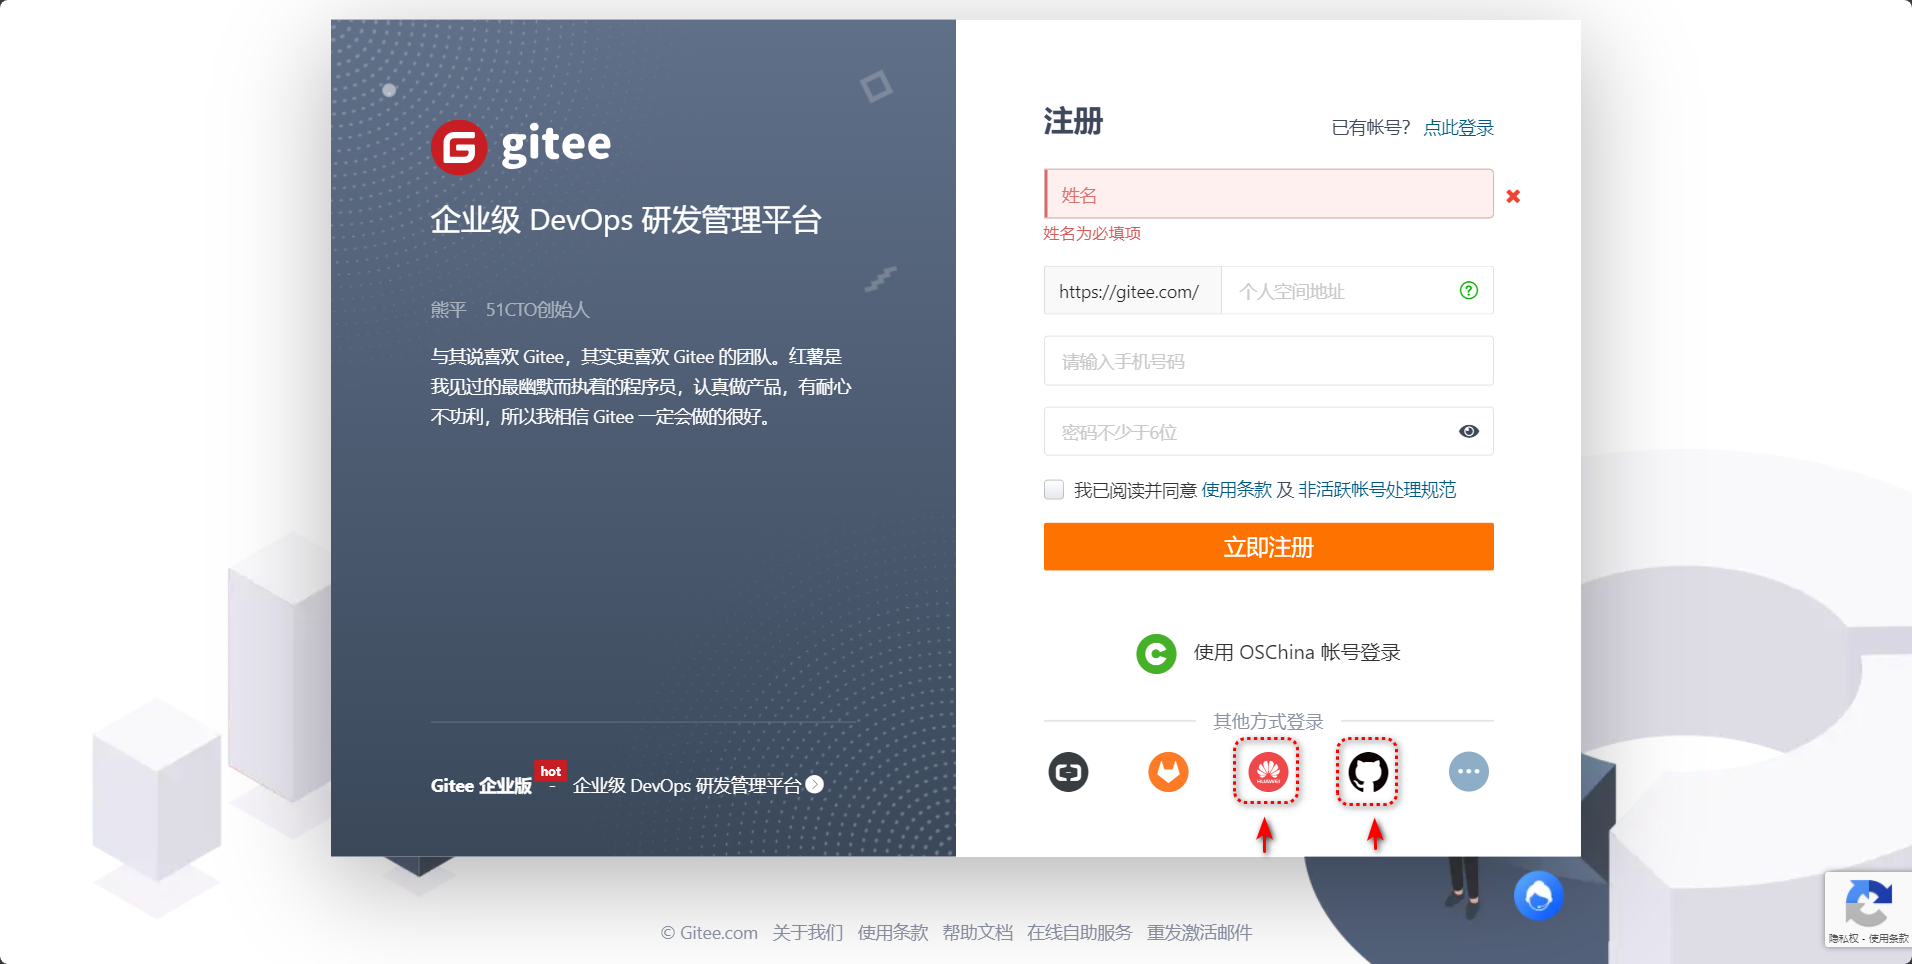 gitee
企业级 DevOps 研发管理平台
熊平 51CTO创始人
与其说喜欢 Gitee，其实更喜欢 Gitee 的团队。红薯是
我见过的最幽默而执着的程序员，认真做产品，有耐心
不功利，所以我相信 Gitee 一定会做的很好。
Gitee 企业版 hot - 企业级 DevOps 研发管理平台
注册
已有帐号？ 点此登录
姓名
姓名为必填项
https://gitee.com/ 个人空间地址
请输入手机号码
密码不少于6位
我已阅读并同意 使用条款 及 非活跃帐号处理规范
立即注册
使用 OSChina 帐号登录
其他方式登录
HUAWEI
© Gitee.com 关于我们 使用条款 帮助文档 在线自助服务 重发激活邮件
隐私权 - 使用条款